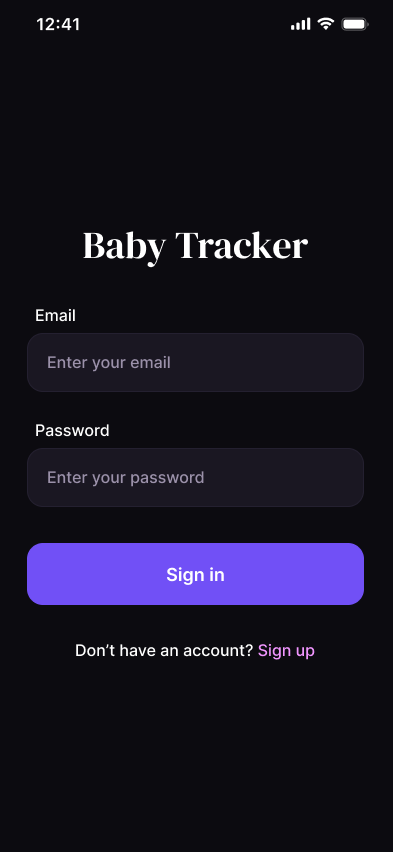 12:41
Baby Tracker
Email
Enter your email
Password
Enter your password
Sign in
Don’t have an account? Sign up